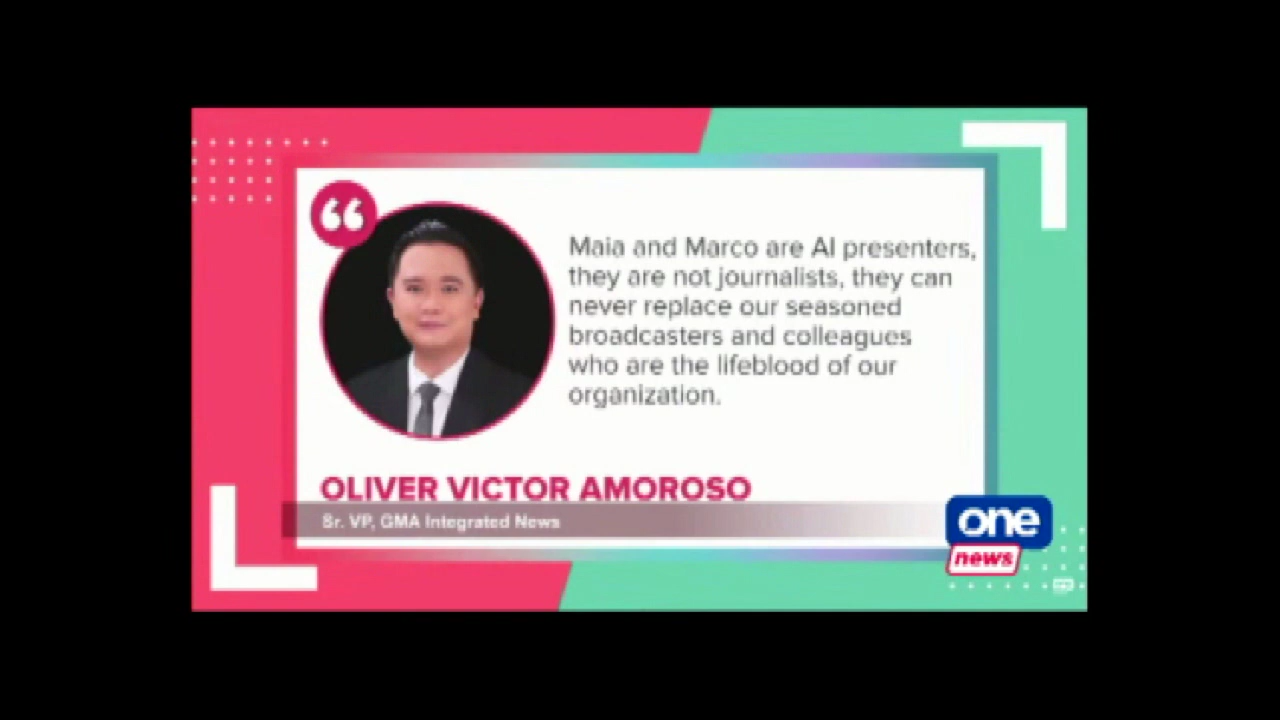 Maia and Marco are AI presenters,
they are not journalists, they can
never replace our seasoned
broadcasters and colleagues
who are the lifeblood of our
organization.
OLIVER VICTOR AMOROSO
Sr. VP, GMA Integrated News
one
news